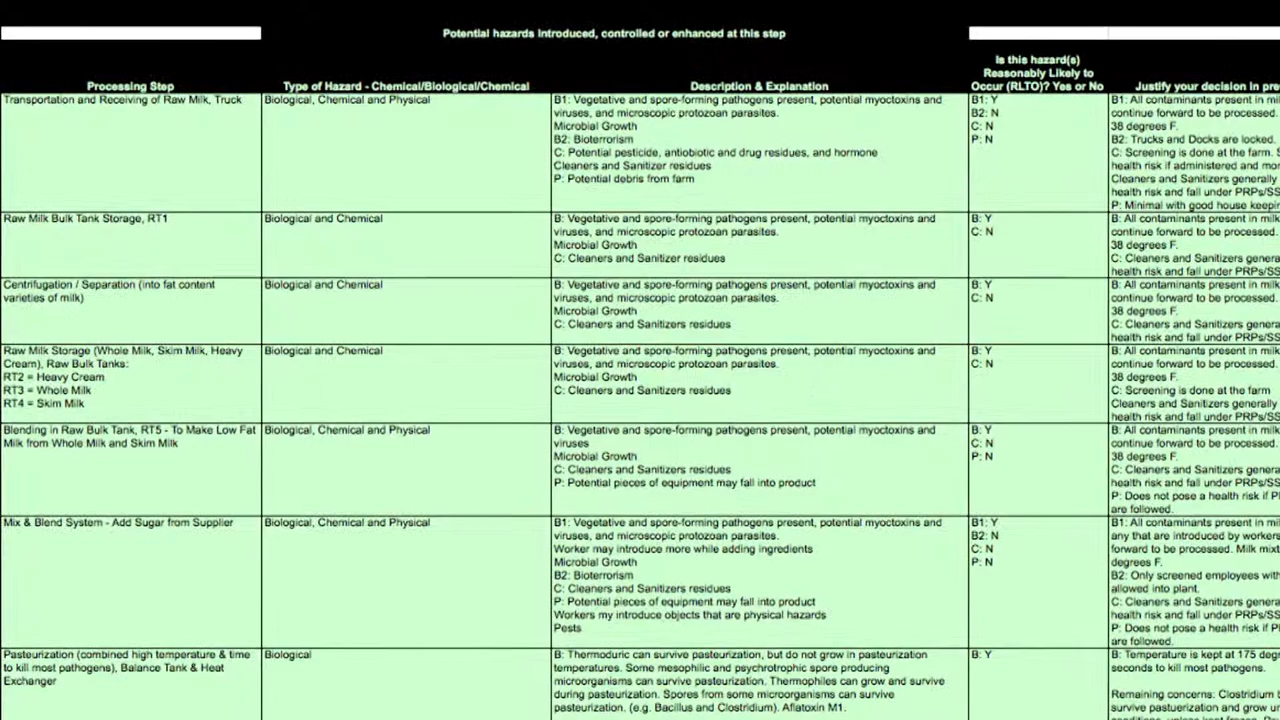 Potential hazards introduced, controlled or enhanced at this step
Is this hazard(s)
Reasonably Likely to
Processing Step Type of Hazard - Chemical/Biological/Chemical Description & Explanation Occur (RLTO)? Yes or No Justify your decision in pre
Transportation and Receiving of Raw Milk, Truck Biological, Chemical and Physical B1: Vegetative and spore-forming pathogens present, potential myoctoxins and B1: Y B1: All contaminants present in mil
viruses, and microscopic protozoan parasites. B2: N continue forward to be processed.
Microbial Growth C: N 38 degrees F.
B2: Bioterrorism P: N B2: Trucks and Docks are locked.
C: Potential pesticide, antibiotic and drug residues, and hormone C: Screening is done at the farm. S
Cleaners and Sanitizer residues health risk if administered and mor
P: Potential debris from farm Cleaners and Sanitizers generally
health risk and fall under PRPs/SS
P: Minimal with good house keepin
Raw Milk Bulk Tank Storage, RT1 Biological and Chemical B: Vegetative and spore-forming pathogens present, potential myoctoxins and B: Y B: All contaminants present in milk
viruses, and microscopic protozoan parasites. C: N continue forward to be processed.
Microbial Growth 38 degrees F.
C: Cleaners and Sanitizer residues C: Cleaners and Sanitizers genera
health risk and fall under PRPs/SS
Centrifugation / Separation (into fat content Biological and Chemical B: Vegetative and spore-forming pathogens present, potential myoctoxins and B: Y B: All contaminants present in milk
varieties of milk) viruses, and microscopic protozoan parasites. C: N continue forward to be processed.
Microbial Growth 38 degrees F.
C: Cleaners and Sanitizers residues C: Cleaners and Sanitizers genera
health risk and fall under PRPs/SS
Raw Milk Storage (Whole Milk, Skim Milk, Heavy Biological and Chemical B: Vegetative and spore-forming pathogens present, potential myoctoxins and B: Y B: All contaminants present in milk
Cream), Raw Bulk Tanks: viruses, and microscopic protozoan parasites. C: N continue forward to be processed.
RT2 = Heavy Cream Microbial Growth 38 degrees F.
RT3 = Whole Milk C: Cleaners and Sanitizers residues C: Screening is done at the farm
RT4 = Skim Milk Cleaners and Sanitizers generally
health risk and fall under PRPs/SS
Blending in Raw Bulk Tank, RT5 - To Make Low Fat Biological, Chemical and Physical B: Vegetative and spore-forming pathogens present, potential myoctoxins and B: Y B: All contaminants present in milk
Milk from Whole Milk and Skim Milk viruses C: N continue forward to be processed.
Microbial Growth P: N 38 degrees F.
C: Cleaners and Sanitizers residues C: Cleaners and Sanitizers genera
P: Potential pieces of equipment may fall into product health risk and fall under PRPs/SS
P: Does not pose a health risk if P
are followed.
Mix & Blend System - Add Sugar from Supplier Biological, Chemical and Physical B1: Vegetative and spore-forming pathogens present, potential myoctoxins and B1: Y B1: All contaminants present in mil
viruses, and microscopic protozoan parasites. B2: N any that are introduced by workers
Worker may introduce more while adding ingredients C: N forward to be processed. Milk mixt
Microbial Growth P: N degrees F.
B2: Bioterrorism B2: Only screened employees with
C: Cleaners and Sanitizers residues allowed into plant.
P: Potential pieces of equipment may fall into product C: Cleaners and Sanitizers genera
Workers my introduce objects that are physical hazards health risk and fall under PRPs/SS
Pests P: Does not pose a health risk if P
are followed.
Pasteurization (combined high temperature & time Biological B: Thermoduric can survive pasteurization, but do not grow in pasteurization B: Y B: Temperature is kept at 175 degr
to kill most pathogens), Balance Tank & Heat temperatures. Some mesophilic and psychrotrophic spore producing seconds to kill most pathogens.
Exchanger microorganisms can survive pasteurization. Thermophiles can grow and survive
during pasteurization. Spores from some microorganisms can survive Remaining concerns: Clostridium b
pasteurization. (e.g. Bacillus and Clostridium). Aflatoxin M1. survive pastuerization and grow un